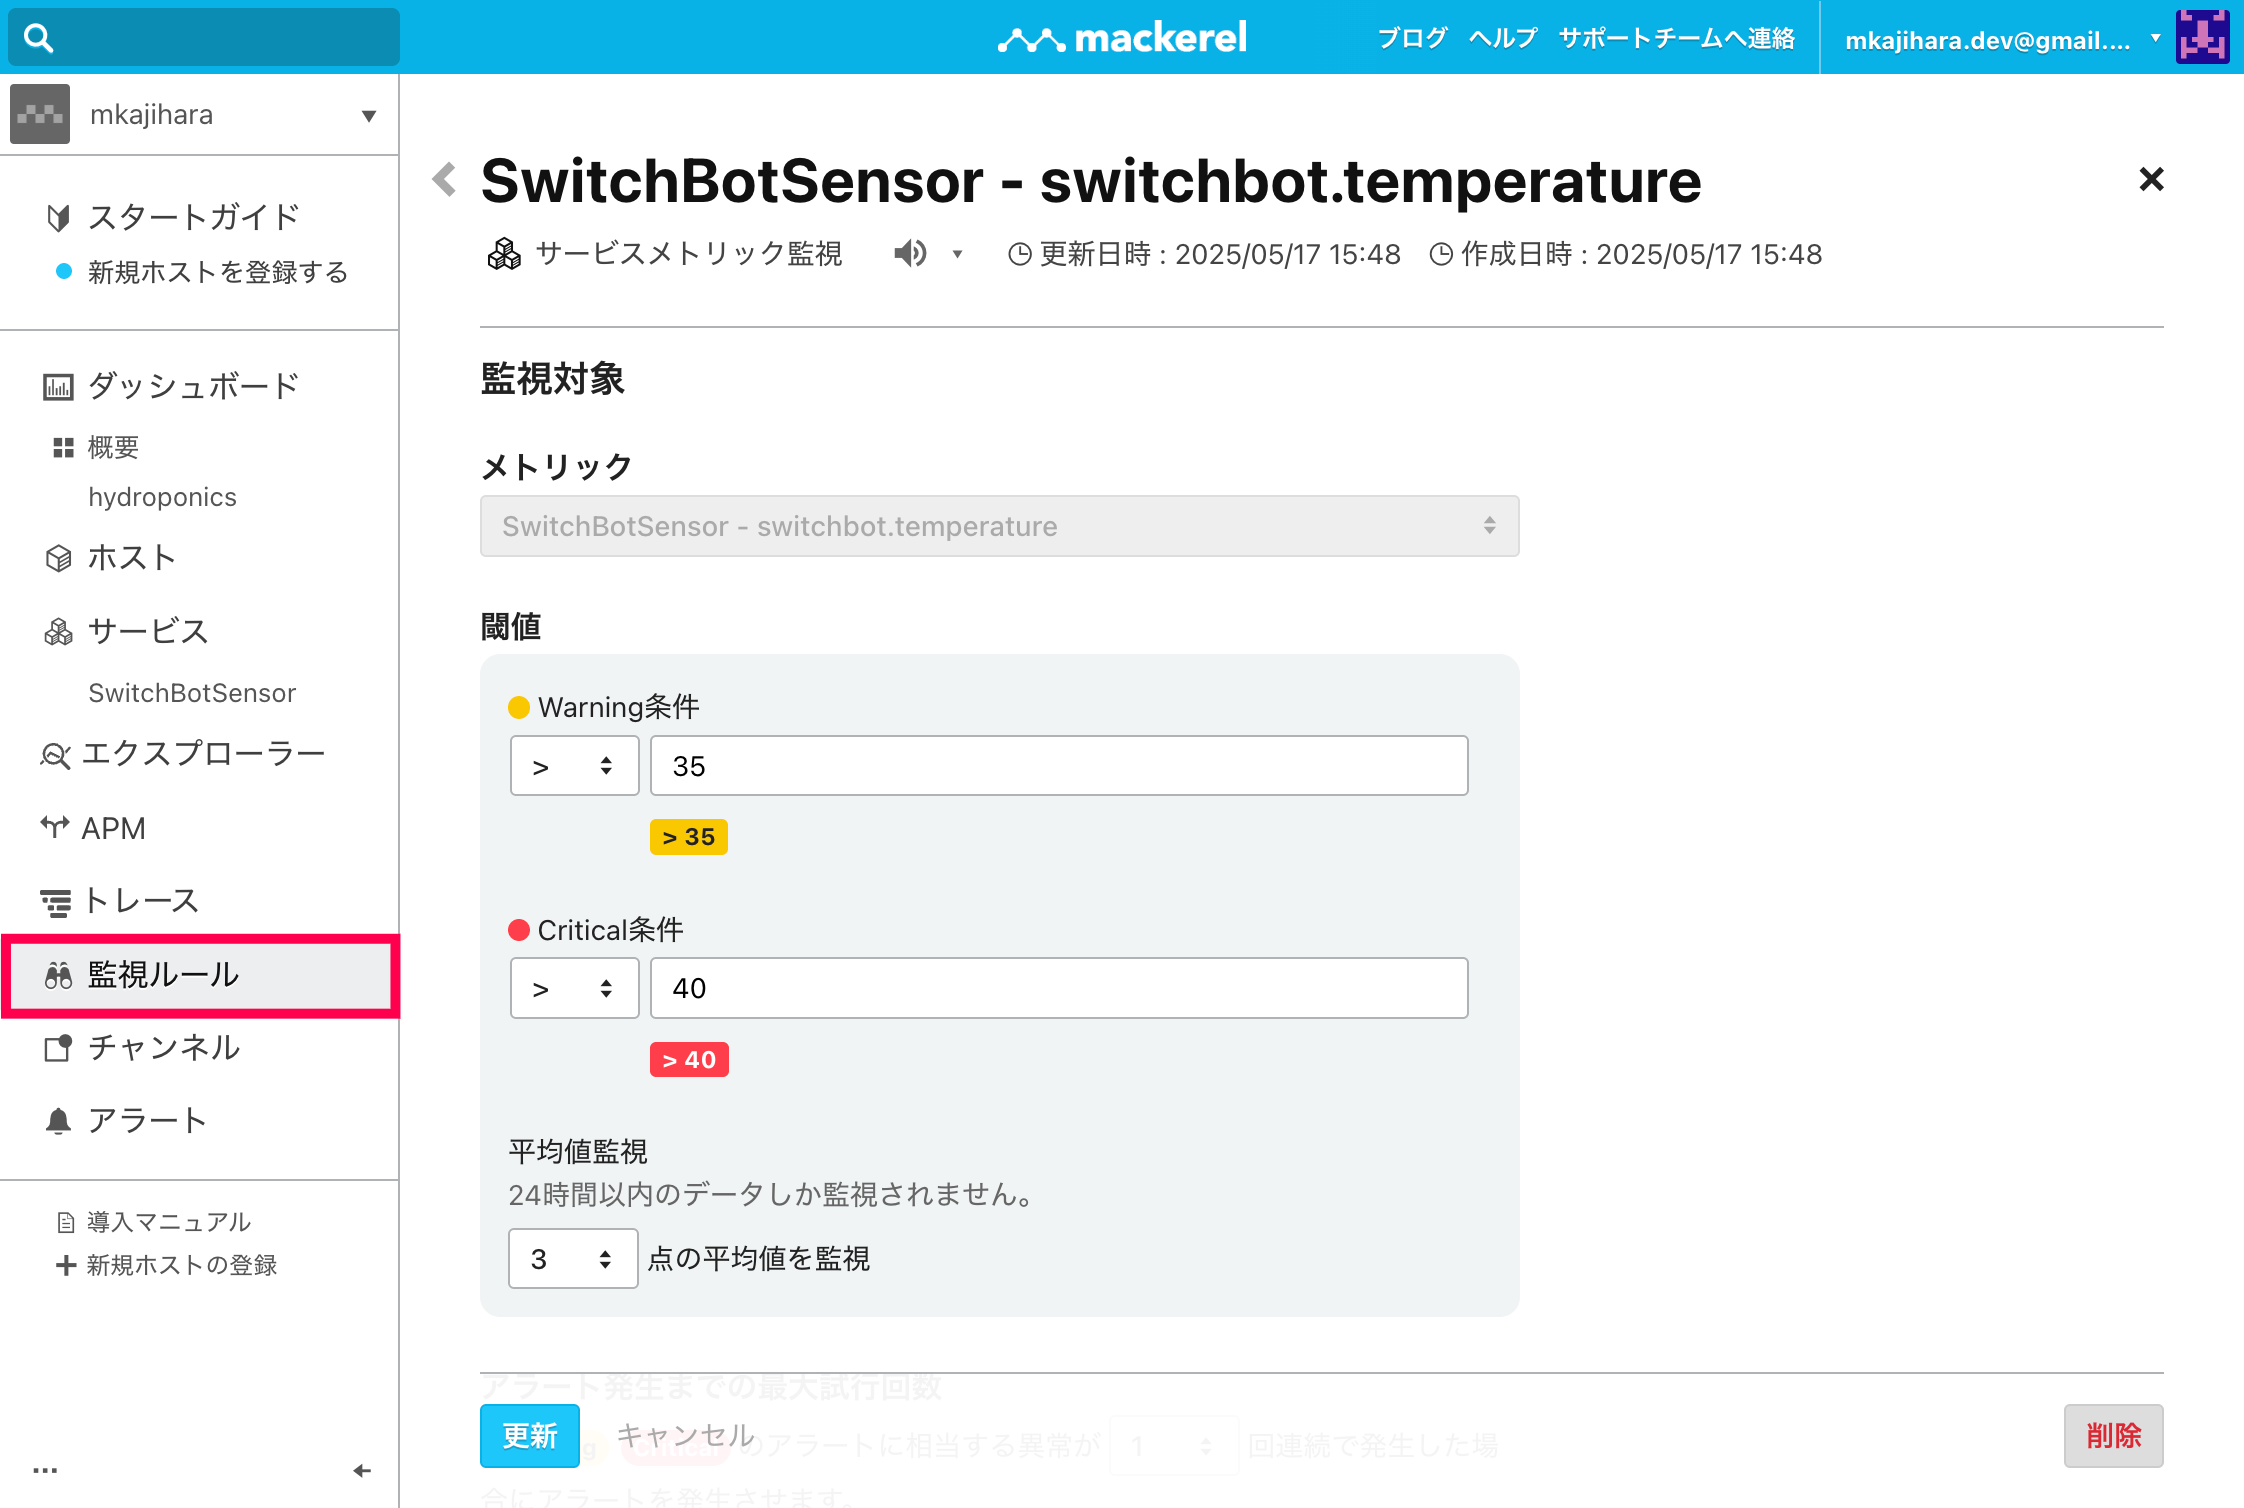 mackerel
ブログ ヘルプ サポートチームへ連絡
mkajihara.dev@gmail....
mkajihara
スタートガイド
新規ホストを登録する
ダッシュボード
概要
hydroponics
ホスト
サービス
SwitchBotSensor
エクスプローラー
APM
トレース
監視ルール
チャンネル
アラート
導入マニュアル
新規ホストの登録
SwitchBotSensor - switchbot.temperature
サービスメトリック監視 更新日時 : 2025/05/17 15:48 作成日時 : 2025/05/17 15:48
監視対象
メトリック
SwitchBotSensor - switchbot.temperature
閾値
Warning条件
> 35
> 35
Critical条件
> 40
> 40
平均値監視
24時間以内のデータしか監視されません。
3 点の平均値を監視
アラート発生までの最大試行回数
のアラートに相当する異常が 1 回連続で発生した場
合にアラートを発生させます。
更新 キャンセル 削除